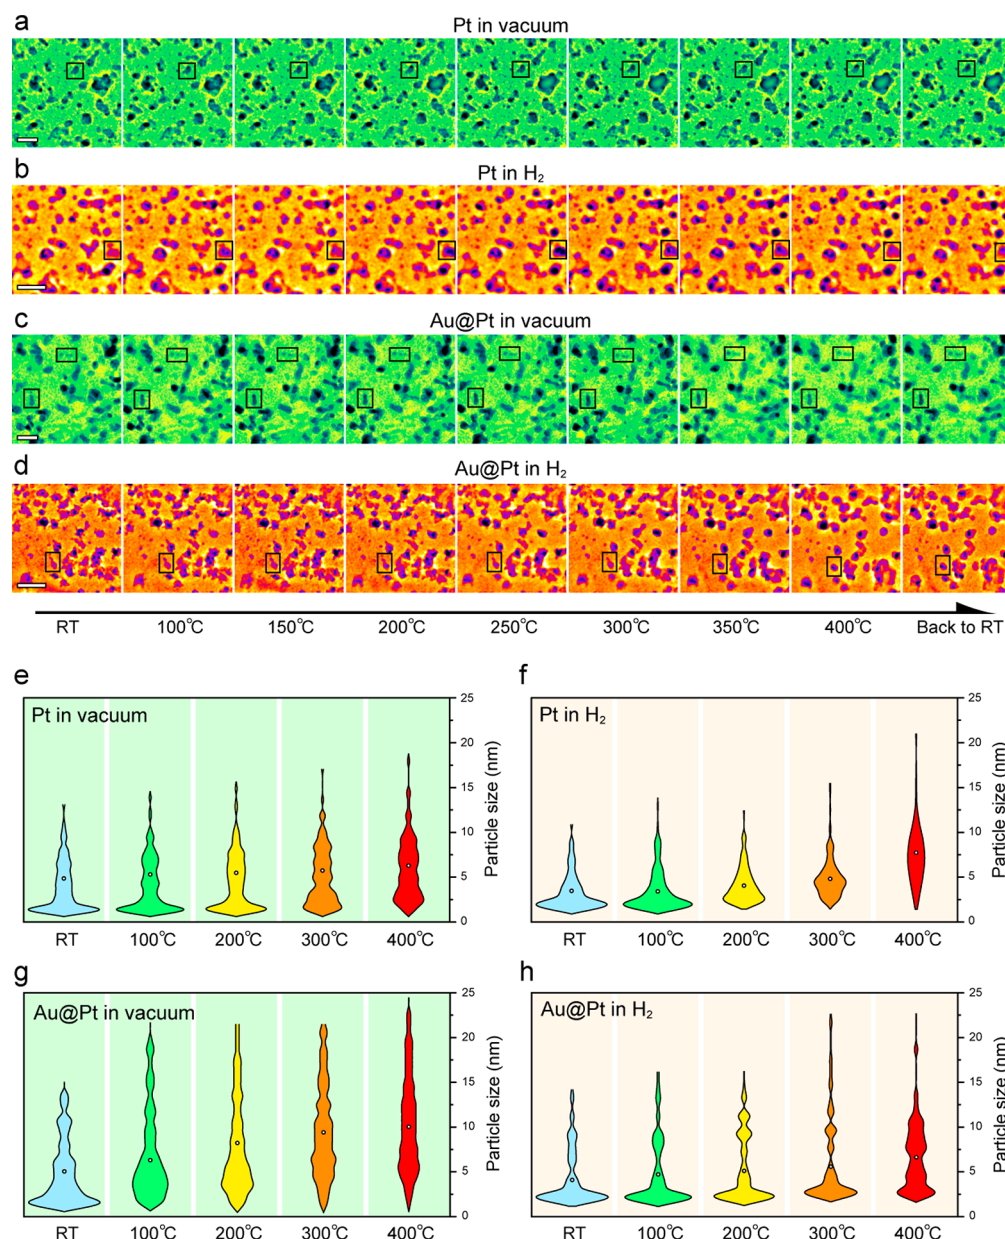 a
Pt in vacuum
b
Pt in H₂
c
Au@Pt in vacuum
d
Au@Pt in H₂
RT 100℃ 150℃ 200℃ 250℃ 300℃ 350℃ 400℃ Back to RT
e
Pt in vacuum
25
20
15
10
5
0
Particle size (nm)
RT 100℃ 200℃ 300℃ 400℃
f
Pt in H₂
25
20
15
10
5
0
Particle size (nm)
RT 100℃ 200℃ 300℃ 400℃
g
Au@Pt in vacuum
25
20
15
10
5
0
Particle size (nm)
RT 100℃ 200℃ 300℃ 400℃
h
Au@Pt in H₂
25
20
15
10
5
0
Particle size (nm)
RT 100℃ 200℃ 300℃ 400℃